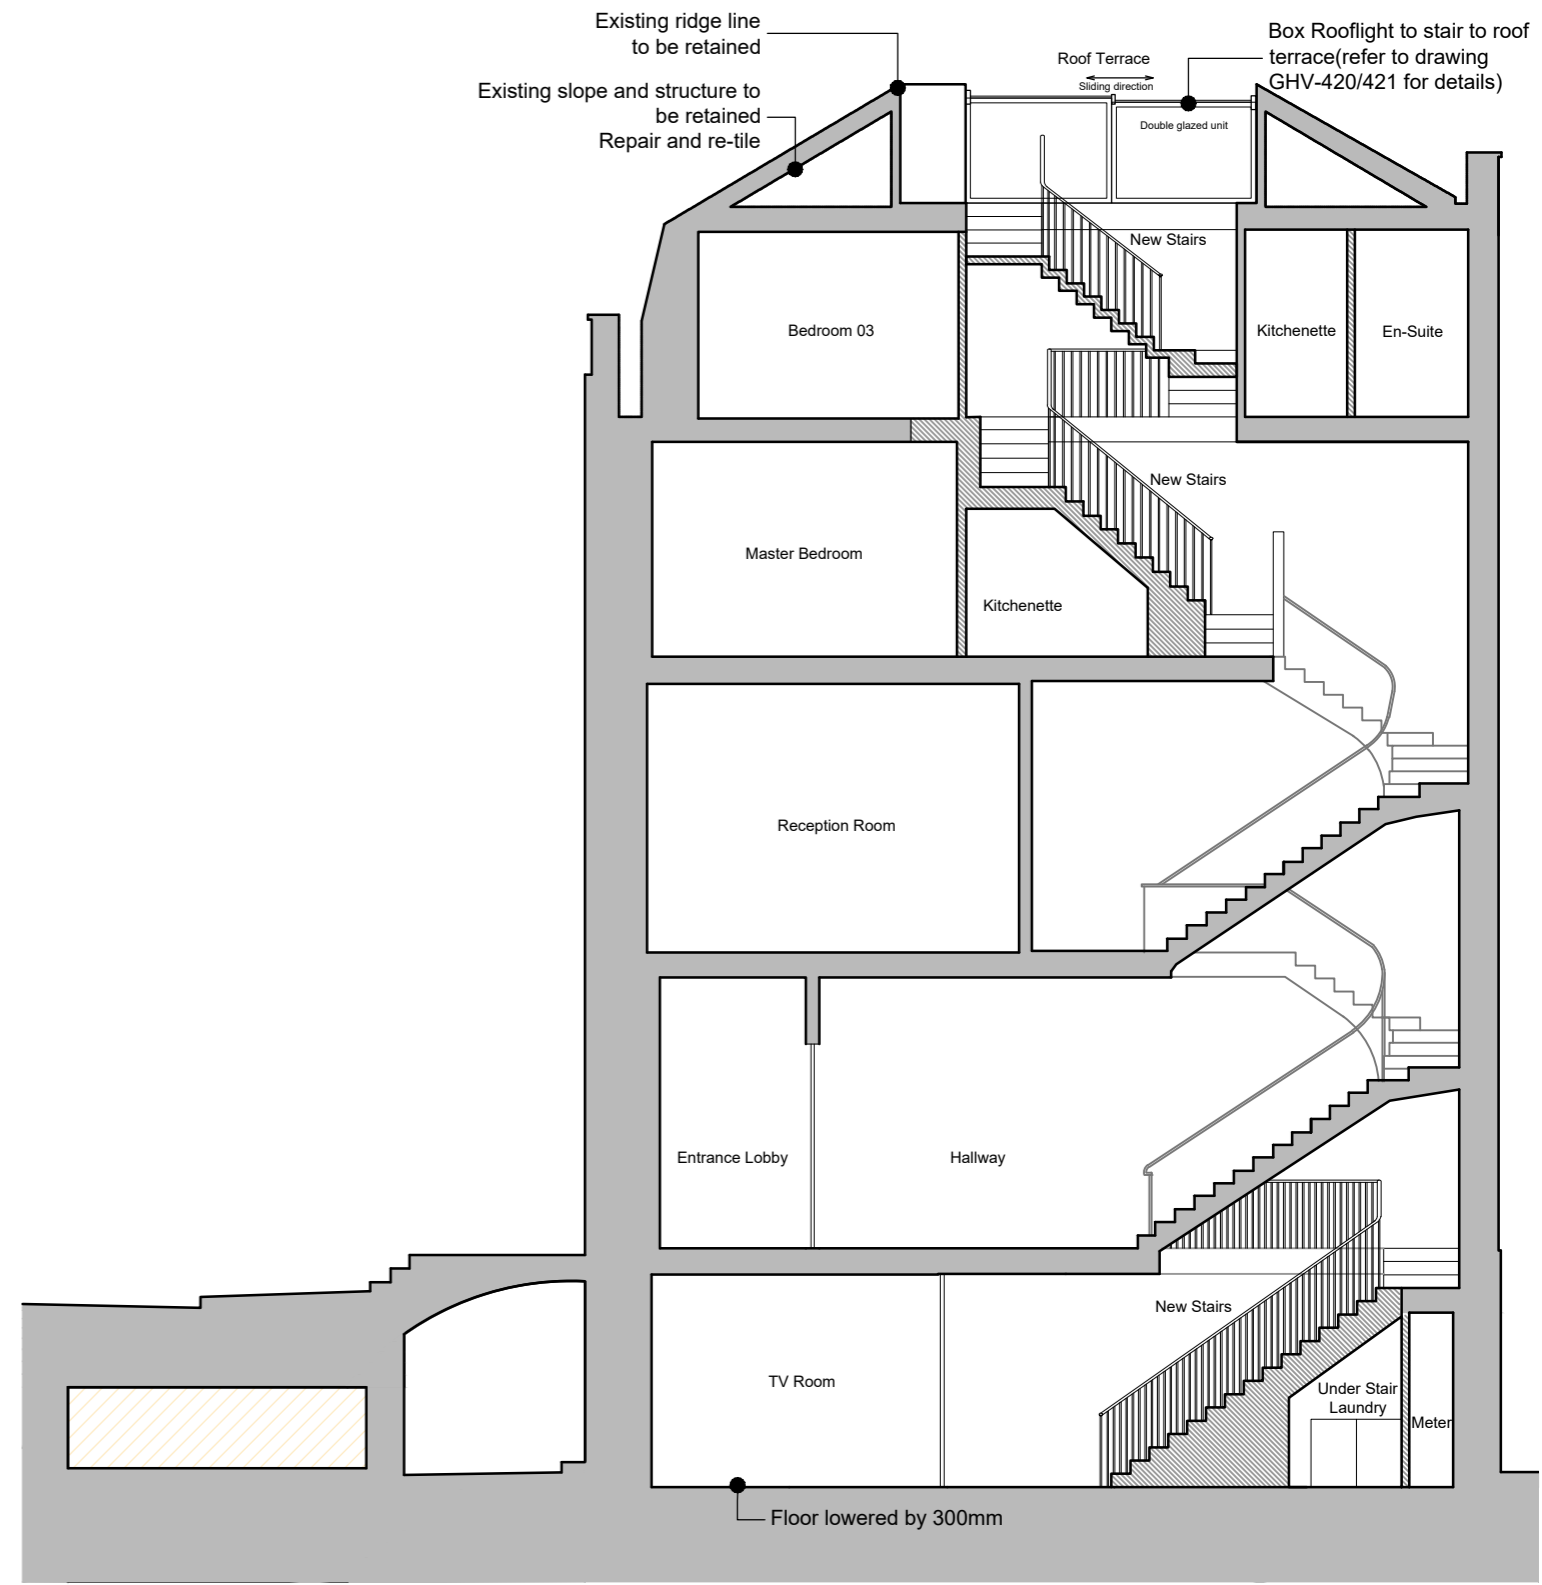 Existing ridge line
to be retained
Existing slope and structure to
be retained
Repair and re-tile
Roof Terrace
Sliding direction
Box Rooflight to stair to roof
terrace(refer to drawing
GHV-420/421 for details)
Double glazed unit
New Stairs
Bedroom 03
Kitchenette
En-Suite
New Stairs
Master Bedroom
Kitchenette
Reception Room
Entrance Lobby
Hallway
New Stairs
TV Room
Under Stair
Laundry
Meter
Floor lowered by 300mm